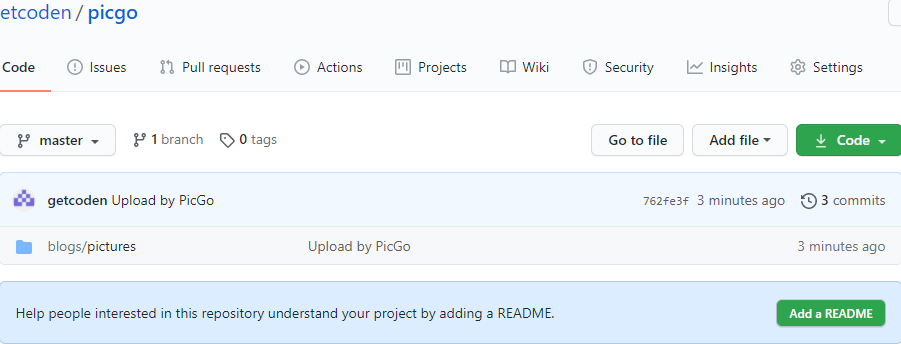 etcoden / picgo
Code Issues Pull requests Actions Projects Wiki Security Insights Settings
master 1 branch 0 tags Go to file Add file Code
getcoden Upload by PicGo 762fe3f 3 minutes ago 3 commits
blogs/pictures Upload by PicGo 3 minutes ago
Help people interested in this repository understand your project by adding a README. Add a README